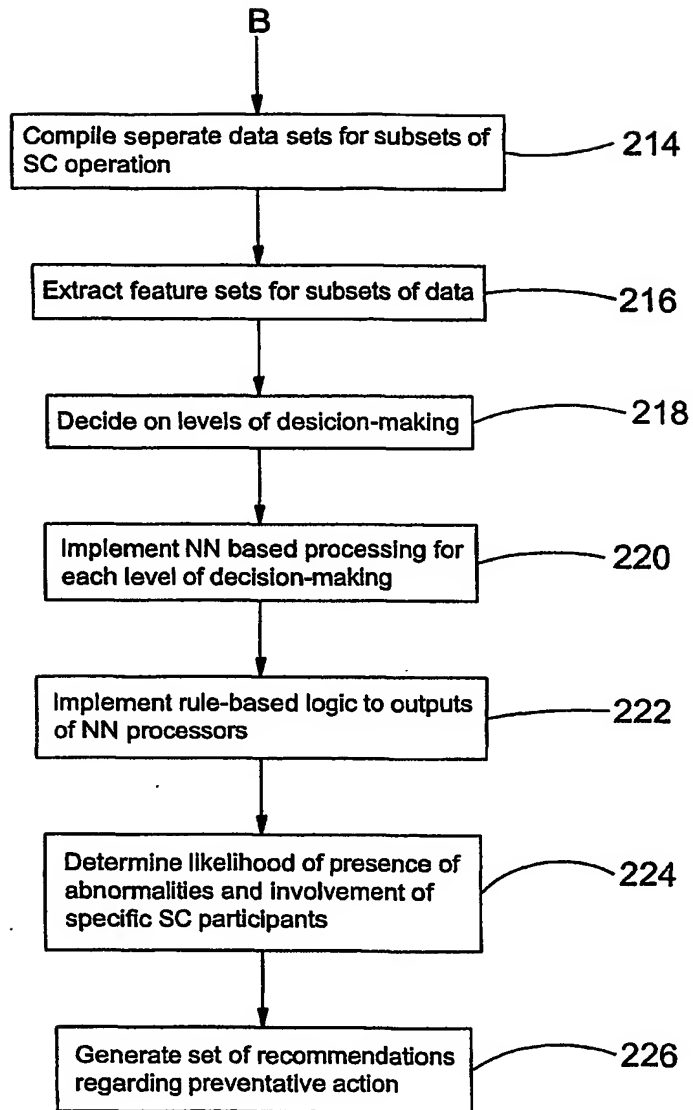 B
Compile seperate data sets for subsets of
SC operation
214
Extract feature sets for subsets of data
216
Decide on levels of desicion-making
218
Implement NN based processing for
each level of decision-making
220
Implement rule-based logic to outputs
of NN processors
222
Determine likelihood of presence of
abnormalities and involvement of
specific SC participants
224
Generate set of recommendations
regarding preventative action
226